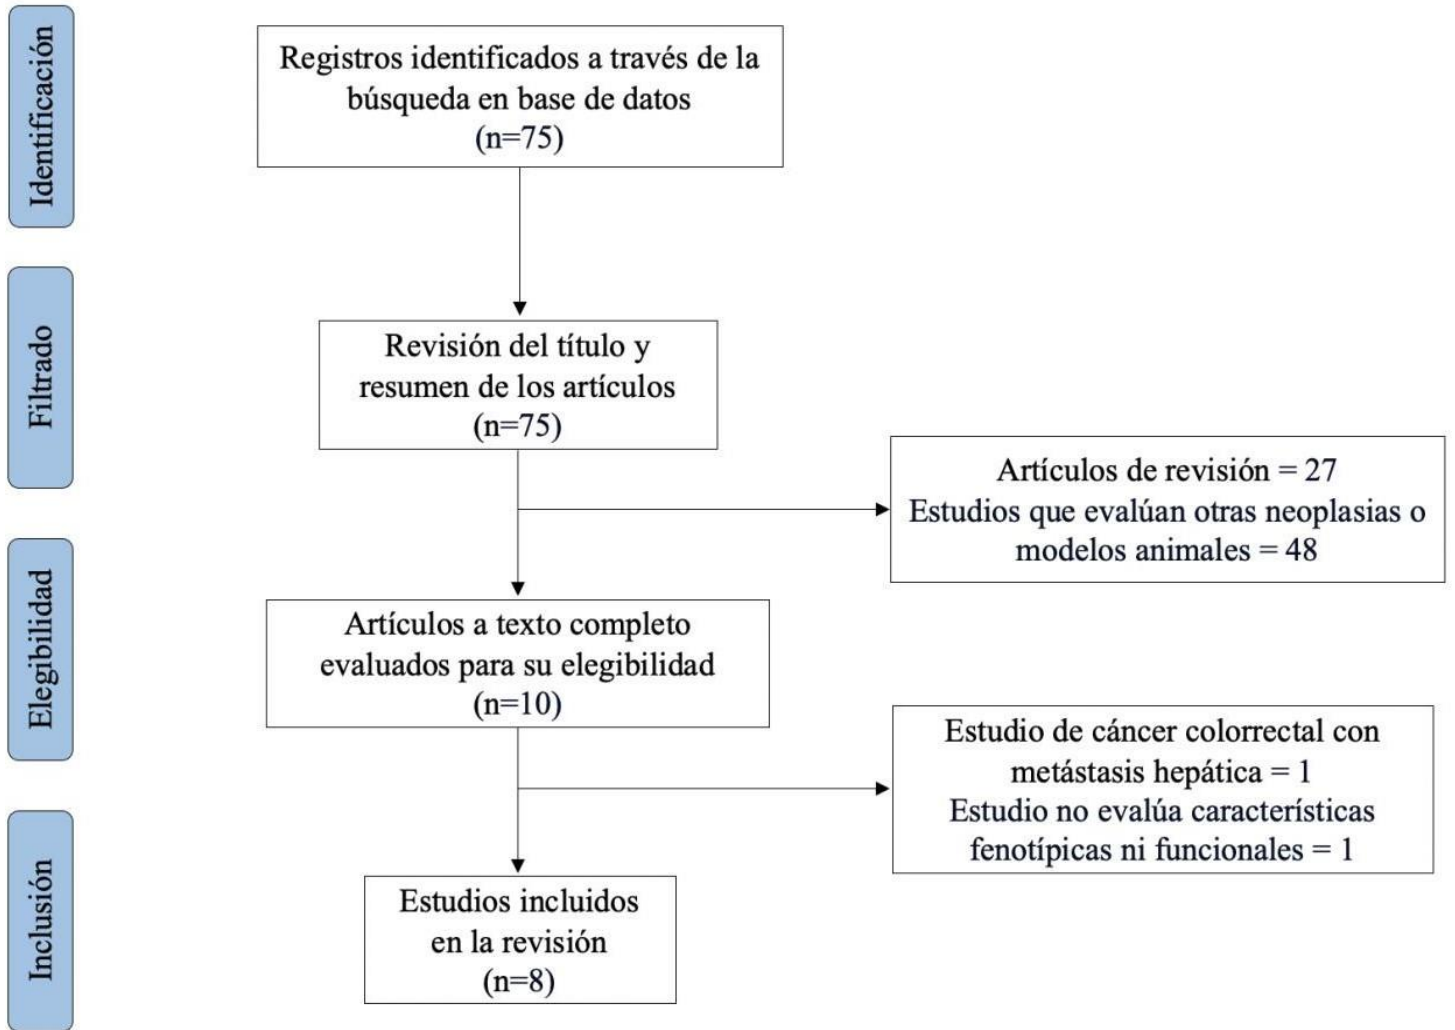 Identificación
Registros identificados a través de la
búsqueda en base de datos
(n=75)
Filtrado
Revisión del título y
resumen de los artículos
(n=75)
Artículos de revisión = 27
Estudios que evalúan otras neoplasias o
modelos animales = 48
Elegibilidad
Artículos a texto completo
evaluados para su elegibilidad
(n=10)
Estudio de cáncer colorrectal con
metástasis hepática = 1
Estudio no evalúa características
fenotípicas ni funcionales = 1
Inclusión
Estudios incluidos
en la revisión
(n=8)